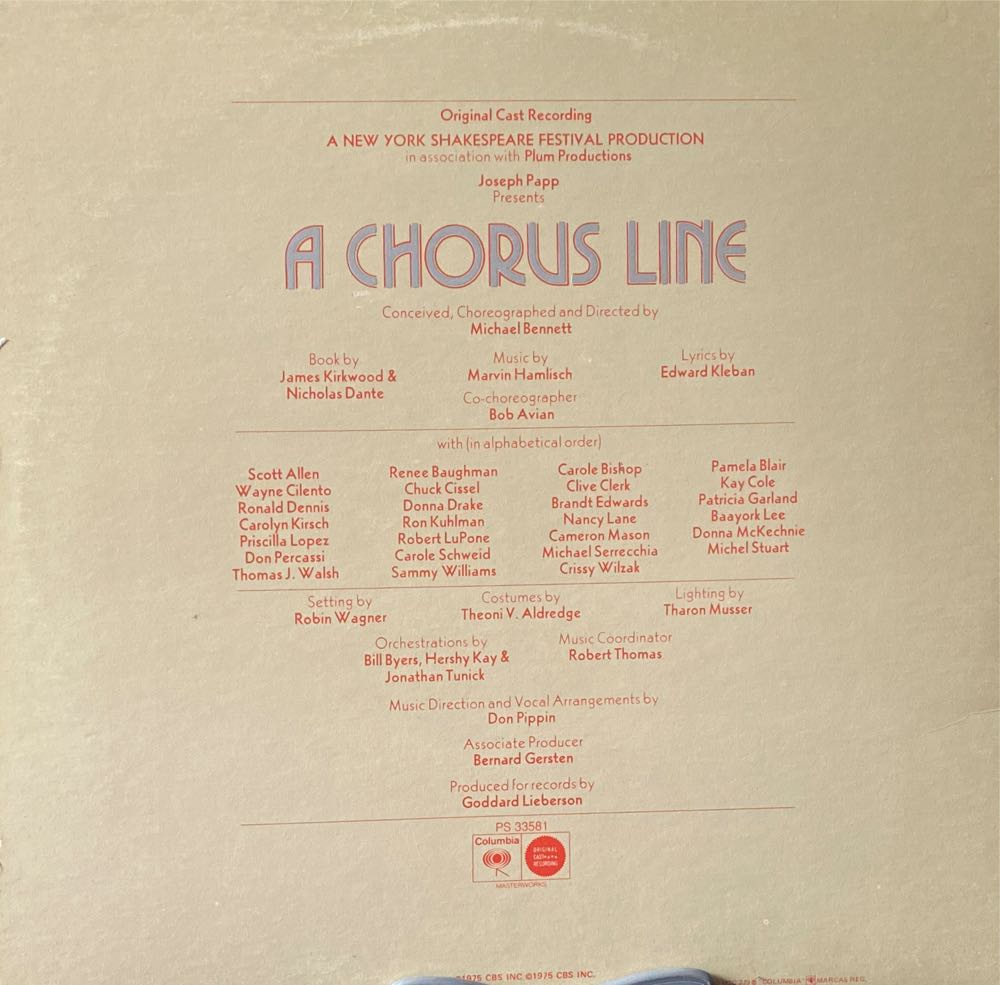 Original Cast Recording
A NEW YORK SHAKESPEARE FESTIVAL PRODUCTION
in association with Plum Productions
Joseph Papp
Presents
A CHORUS LINE
Conceived, Choreographed and Directed by
Michael Bennett
Book by
James Kirkwood &
Nicholas Dante
Music by
Marvin Hamlisch
Lyrics by
Edward Kleban
Co-choreographer
Bob Avian
with (in alphabetical order)
Scott Allen Renee Baughman Carole Bishop Pamela Blair
Wayne Cilento Chuck Cissel Clive Clerk Kay Cole
Ronald Dennis Donna Drake Brandt Edwards Patricia Garland
Carolyn Kirsch Ron Kuhlman Nancy Lane Baayork Lee
Priscilla Lopez Robert LuPone Cameron Mason Donna McKechnie
Don Percassi Carole Schweid Michael Serrecchia Michel Stuart
Thomas J. Walsh Sammy Williams Crissy Wilzak
Setting by
Robin Wagner
Costumes by
Theoni V. Aldredge
Lighting by
Tharon Musser
Orchestrations by
Bill Byers, Hershy Kay &
Jonathan Tunick
Music Coordinator
Robert Thomas
Music Direction and Vocal Arrangements by
Don Pippin
Associate Producer
Bernard Gersten
Produced for records by
Goddard Lieberson
PS 33581
Columbia
ORIGINAL
CAST
RECORDING
MASTERWORKS
1975 CBS INC ©1975 CBS INC.
COLUMBIA MARCAS REG.